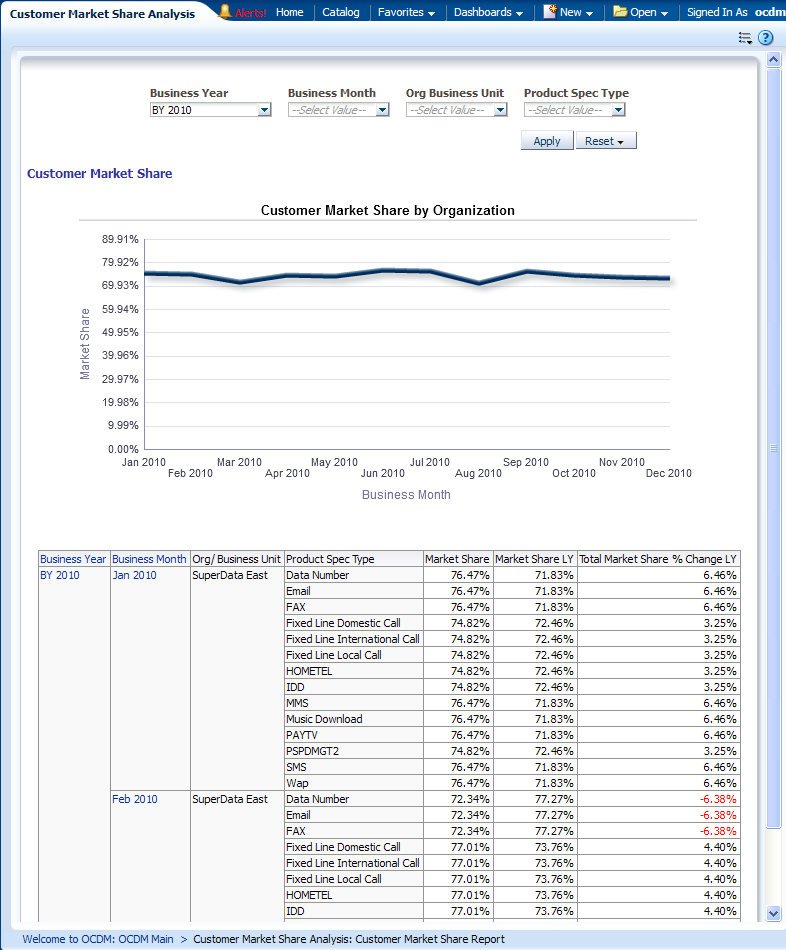 Customer Market Share Analysis Alerts! Home Catalog Favorites Dashboards New Open Signed In As ocdm
Business Year Business Month Org Business Unit Product Spec Type
BY 2010 --Select Value-- --Select Value-- --Select Value--
Apply Reset
Customer Market Share
Customer Market Share by Organization
89.91%
79.92%
69.93%
59.94%
49.95%
39.96%
29.97%
19.98%
9.99%
0.00%
Market Share
Jan 2010 Mar 2010 May 2010 Jul 2010 Sep 2010 Nov 2010
Feb 2010 Apr 2010 Jun 2010 Aug 2010 Oct 2010 Dec 2010
Business Month
Business Year Business Month Org/ Business Unit Product Spec Type Market Share Market Share LY Total Market Share % Change LY
BY 2010 Jan 2010 SuperData East Data Number 76.47% 71.83% 6.46%
Email 76.47% 71.83% 6.46%
FAX 76.47% 71.83% 6.46%
Fixed Line Domestic Call 74.82% 72.46% 3.25%
Fixed Line International Call 74.82% 72.46% 3.25%
Fixed Line Local Call 74.82% 72.46% 3.25%
HOMETEL 74.82% 72.46% 3.25%
IDD 74.82% 72.46% 3.25%
MMS 76.47% 71.83% 6.46%
Music Download 76.47% 71.83% 6.46%
PAYTV 76.47% 71.83% 6.46%
PSPDMGT2 74.82% 72.46% 3.25%
SMS 76.47% 71.83% 6.46%
Wap 76.47% 71.83% 6.46%
Feb 2010 SuperData East Data Number 72.34% 77.27% -6.38%
Email 72.34% 77.27% -6.38%
FAX 72.34% 77.27% -6.38%
Fixed Line Domestic Call 77.01% 73.76% 4.40%
Fixed Line International Call 77.01% 73.76% 4.40%
Fixed Line Local Call 77.01% 73.76% 4.40%
HOMETEL 77.01% 73.76% 4.40%
IDD 77.01% 73.76% 4.40%
Welcome to OCDM: OCDM Main > Customer Market Share Analysis: Customer Market Share Report